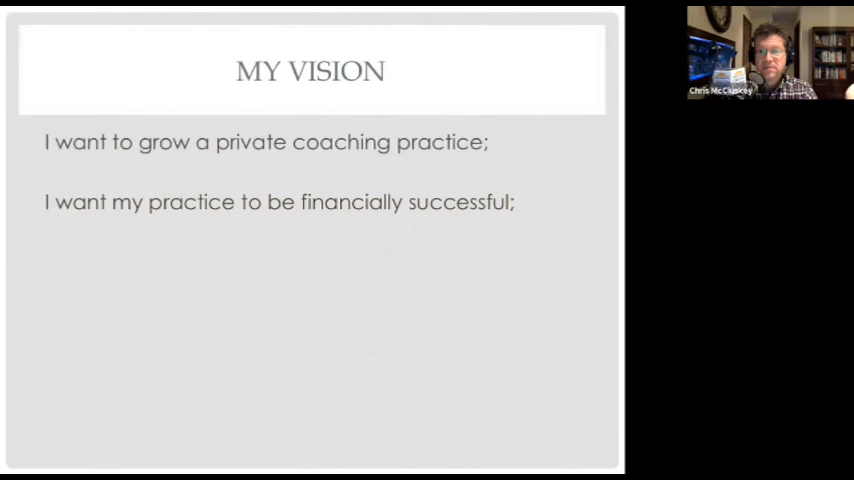 MY VISION
I want to grow a private coaching practice;
I want my practice to be financially successful;
Chris McCluskey